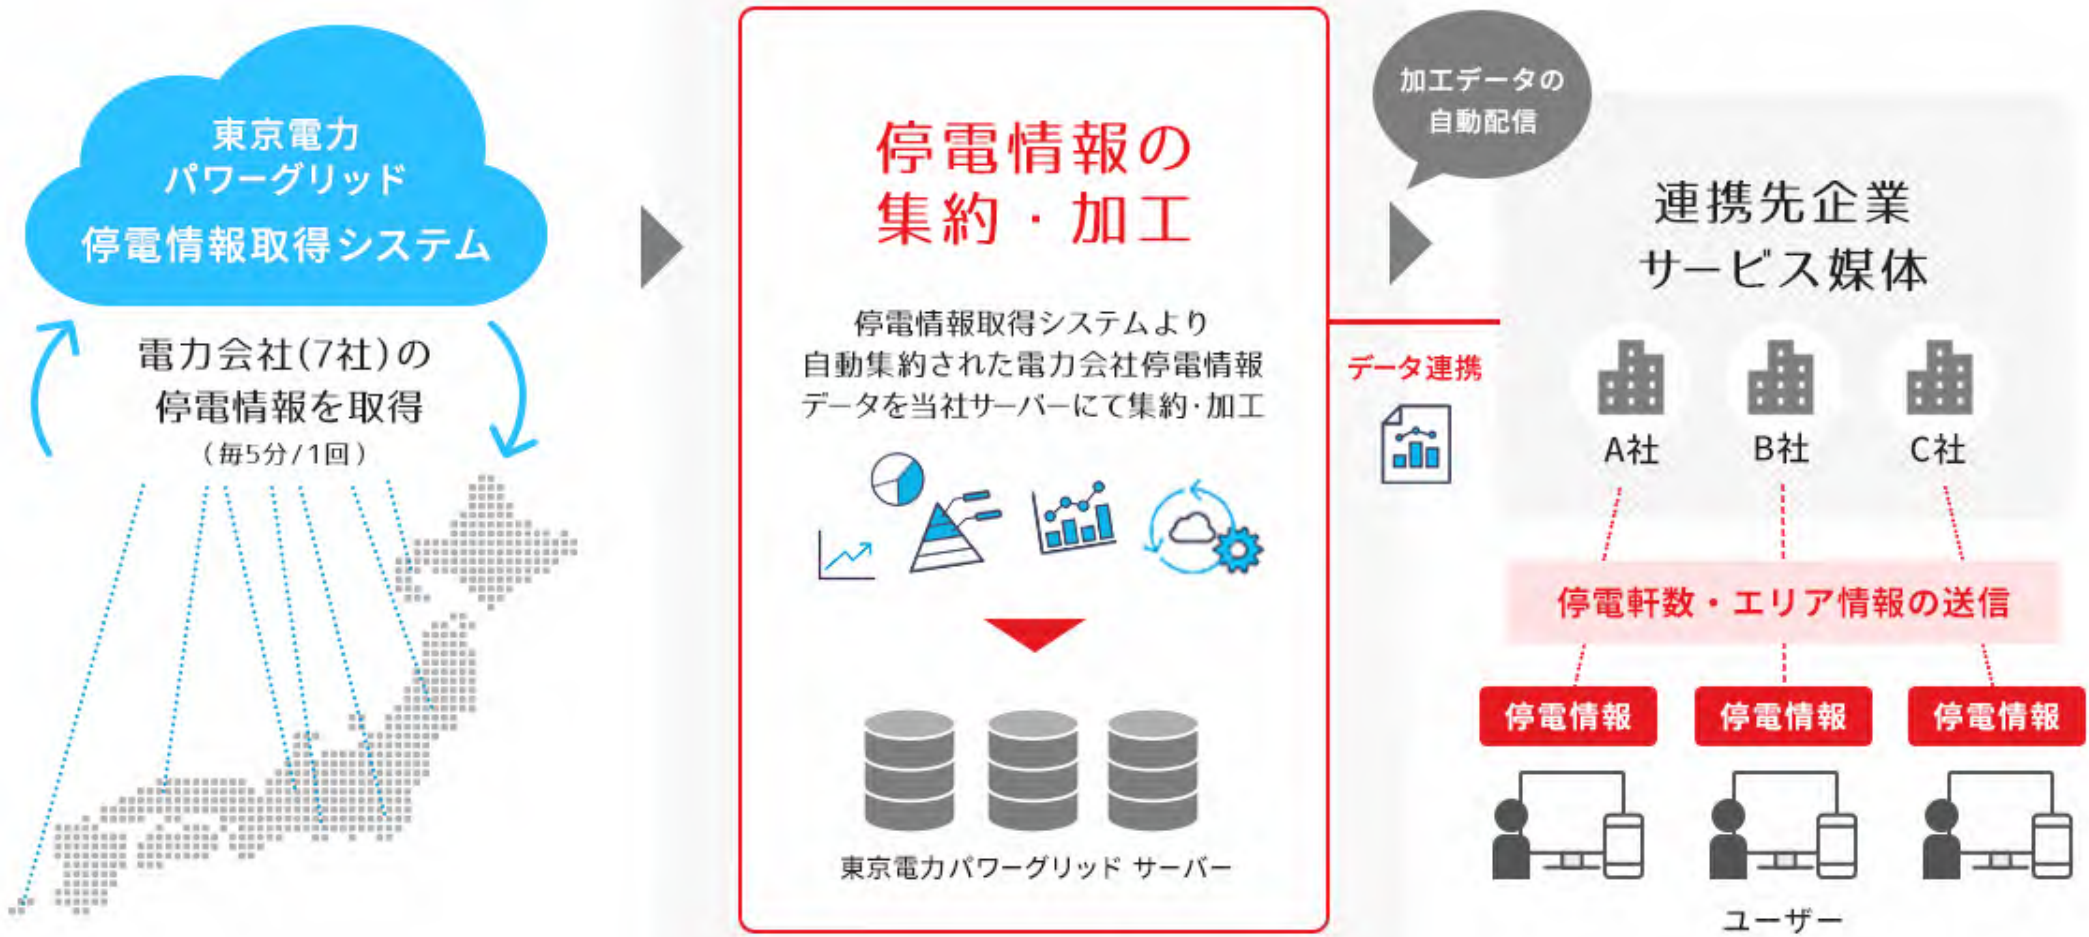 東京電力
パワーグリッド
停電情報取得システム
電力会社(7社)の
停電情報を取得
(毎5分/1回)
停電情報の
集約・加工
停電情報取得システムより
自動集約された電力会社停電情報
データを当社サーバーにて集約・加工
東京電力パワーグリッド サーバー
加工データの
自動配信
データ連携
連携先企業
サービス媒体
A社
B社
C社
停電軒数・エリア情報の送信
停電情報
停電情報
停電情報
ユーザー